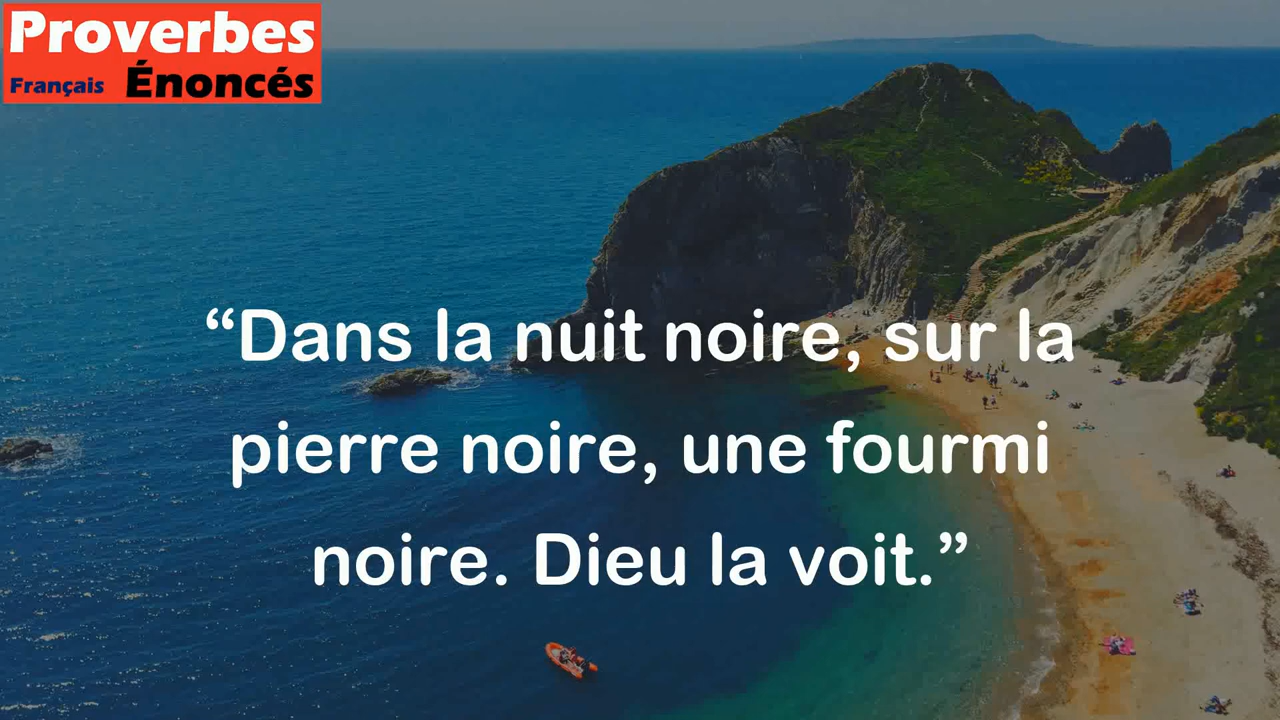 Proverbes
Français Énoncés
“Dans la nuit noire, sur la
pierre noire, une fourmi
noire. Dieu la voit.”